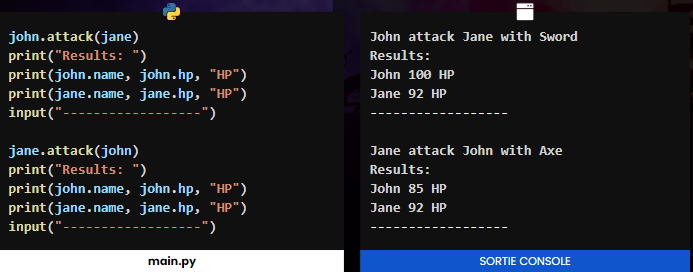 john.attack(jane)
print("Results: ")
print(john.name, john.hp, "HP")
print(jane.name, jane.hp, "HP")
input("------------------")

jane.attack(john)
print("Results: ")
print(john.name, john.hp, "HP")
print(jane.name, jane.hp, "HP")
input("------------------")
main.py

John attack Jane with Sword
Results:
John 100 HP
Jane 92 HP
------------------

Jane attack John with Axe
Results:
John 85 HP
Jane 92 HP
------------------
SORTIE CONSOLE